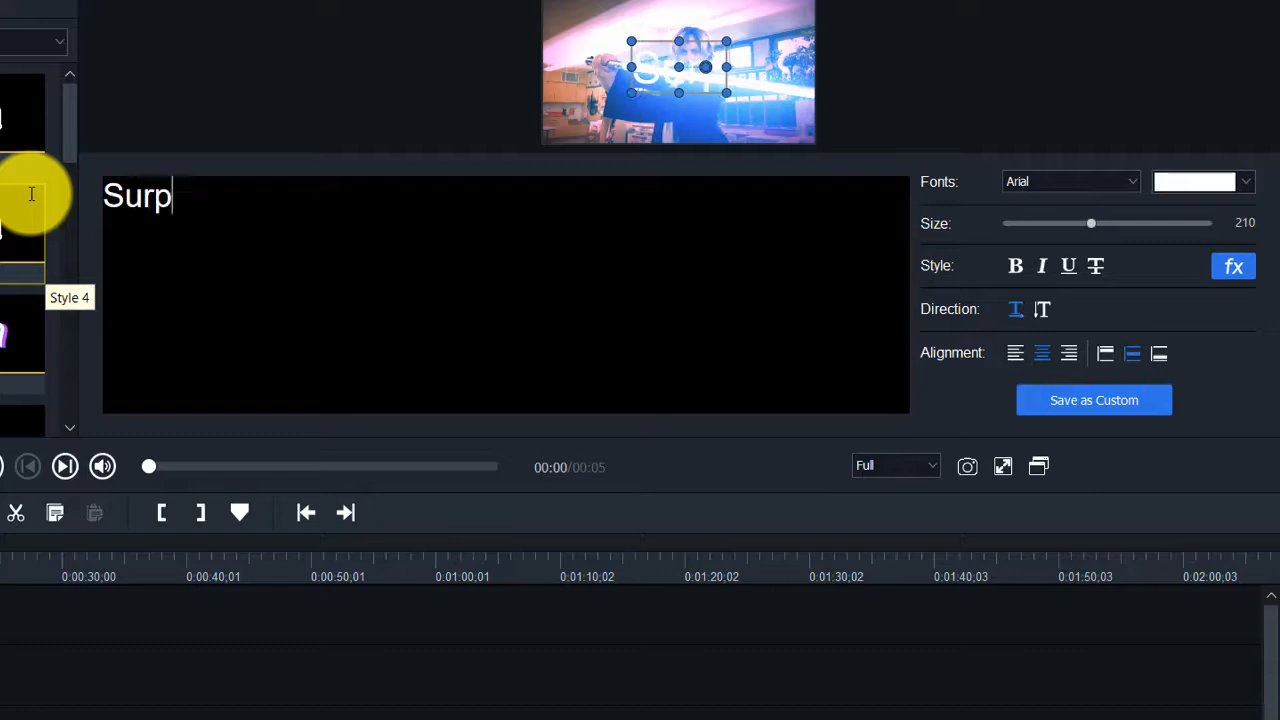 Surp
Fonts: Arial
Size: 210
Style: B I U T fx
Direction: T T
Alignment:
Style 4
Save as Custom
00:00/00:05 Full
0:00:30;00 0:00:40;01 0:00:50;01 0:01:00;01 0:01:10;02 0:01:20;02 0:01:30;02 0:01:40;03 0:01:50;03 0:02:00;03